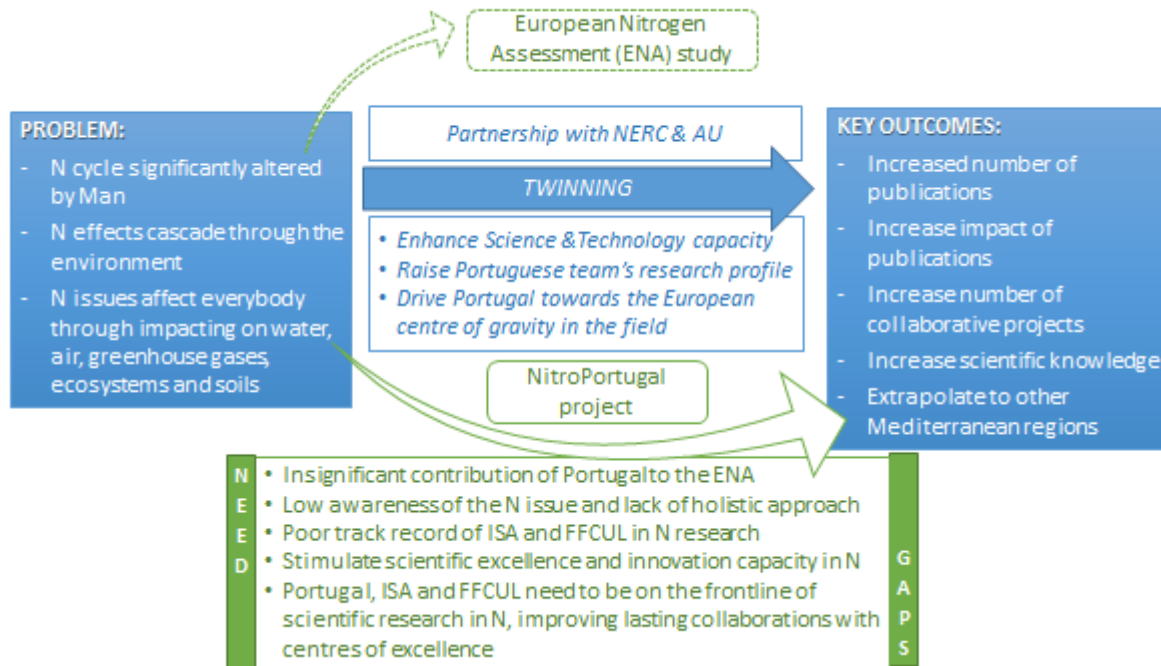 European Nitrogen
Assessment (ENA) study
PROBLEM:
- N cycle significantly altered
by Man
- N effects cascade through the
environment
- N issues affect everybody
through impacting on water,
air, greenhouse gases,
ecosystems and soils
Partnership with NERC & AU
TWINNING
• Enhance Science & Technology capacity
• Raise Portuguese team's research profile
• Drive Portugal towards the European
centre of gravity in the field
NitroPortugal
project
KEY OUTCOMES:
- Increased number of
publications
- Increase impact of
publications
- Increase number of
collaborative projects
- Increase scientific knowledge
- Extrapolate to other
Mediterranean regions
N
E
E
D
• Insignificant contribution of Portugal to the ENA
• Low awareness of the N issue and lack of holistic approach
• Poor track record of ISA and FFCUL in N research
• Stimulate scientific excellence and innovation capacity in N
• Portugal, ISA and FFCUL need to be on the frontline of
scientific research in N, improving lasting collaborations with
centres of excellence
G
A
P
S